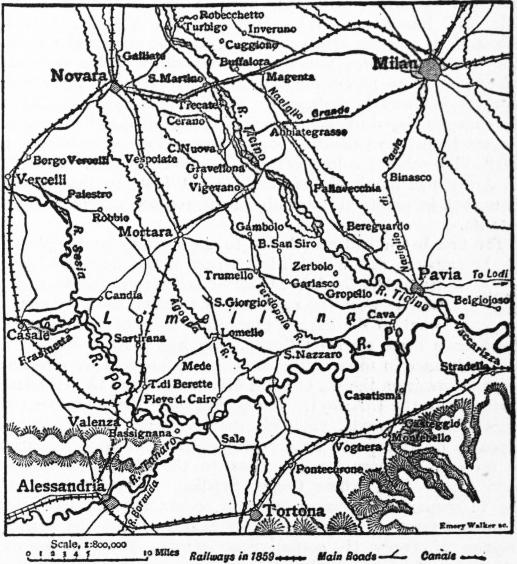 Robecchetto
Turbigo
Inveruno
Cuggiono
Galliate
Buffalora
Novara
S.Martino
Magenta
Milan
Trecate
Naviglio
Grande
Cerano
R. Ticino
Abbiategrasso
C.Nuova
Borgo Vercelli
Vespolate
Gravellona
Vigevano
Pallavecchia
Binasco
Naviglio di Pavia
Vercelli
Palestro
Robbio
Mortara
Gambolo
Bereguardo
B.San Siro
R. Sesia
Zerbolo
Trumello
Garlasco
Pavia
To Lodi
Candia
Gropello
R. Ticino
Belgiojoso
S.Giorgio
Terdoppia R.
Agogna R.
Lomellina
Cava
Casale
Vaccarizza
Frasinetta
R. Po
Sartirana
Lomello
R. Po
Mede
S.Nazzaro
Stradella
T.di Berette
Pieve d. Cairo
Casatisma
Valenza
Bassignana
Casteggio
Montebello
R. Tanaro
Sale
Voghera
Pontecurone
Alessandria
R. Bormida
Tortona
Emery Walker sc.
Scale, 1:800,000
0 1 2 3 4 5 10 Miles
Railways in 1859 Main Roads Canals